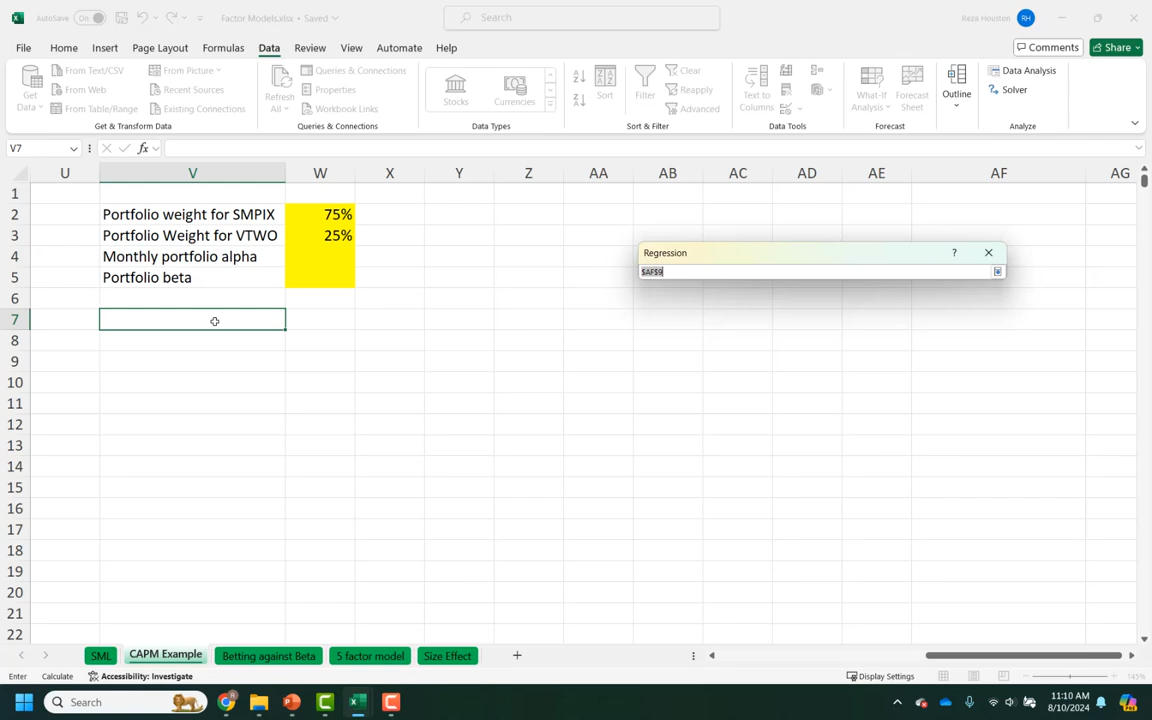 AutoSave On Factor Models.xlsx • Saved Search Reza Houston RH
File Home Insert Page Layout Formulas Data Review View Automate Help Comments Share
Get Data From Text/CSV From Web From Table/Range From Picture Recent Sources Existing Connections
Refresh All Queries & Connections Properties Workbook Links
Stocks Currencies
Sort Filter Clear Reapply Advanced
Text to Columns
What-If Analysis Forecast Sheet
Outline
Data Analysis Solver
Get & Transform Data Queries & Connections Data Types Sort & Filter Data Tools Forecast Analyze
V7 fx
U V W X Y Z AA AB AC AD AE AF AG
1
2 Portfolio weight for SMPIX 75%
3 Portfolio Weight for VTWO 25%
4 Monthly portfolio alpha
5 Portfolio beta
6
7
8
9
10
11
12
13
14
15
16
17
18
19
20
21
22
Regression ?
$AF$9
SML CAPM Example Betting against Beta 5 factor model Size Effect
Enter Calculate Accessibility: Investigate Display Settings 145%
Search
11:10 AM
8/10/2024